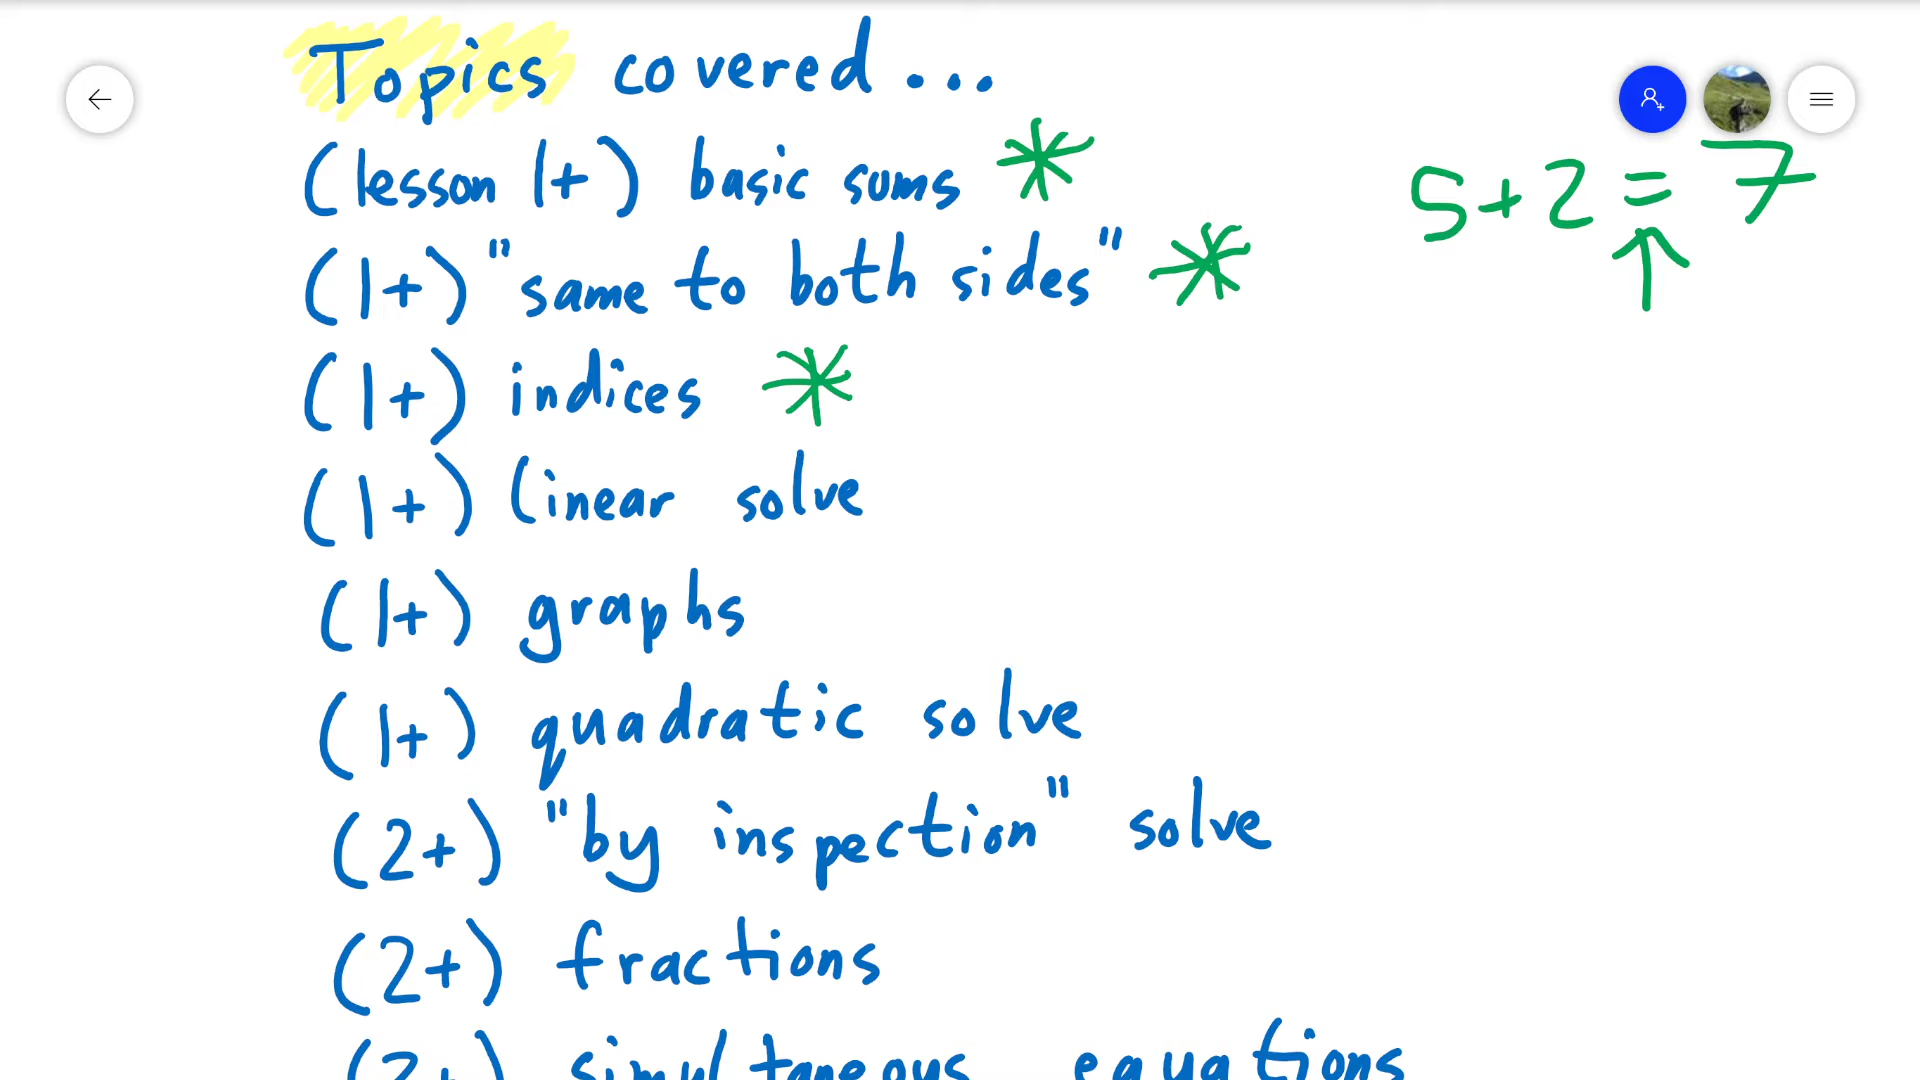 Topics covered...
(lesson 1+) basic sums *
5+2=7
↑
(1+) "same to both sides" *
(1+) indices *
(1+) linear solve
(1+) graphs
(1+) quadratic solve
(2+) "by inspection" solve
(2+) fractions
(2+) simultaneous equations